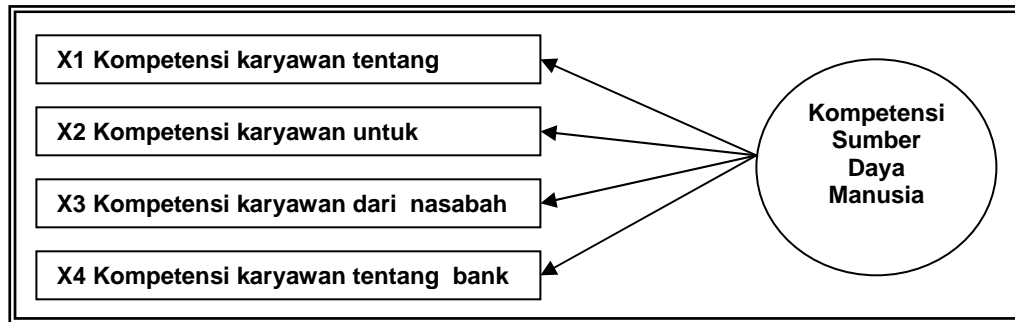 X1 Kompetensi karyawan tentang
X2 Kompetensi karyawan untuk
X3 Kompetensi karyawan dari  nasabah
X4 Kompetensi karyawan tentang  bank
Kompetensi
Sumber
Daya
Manusia